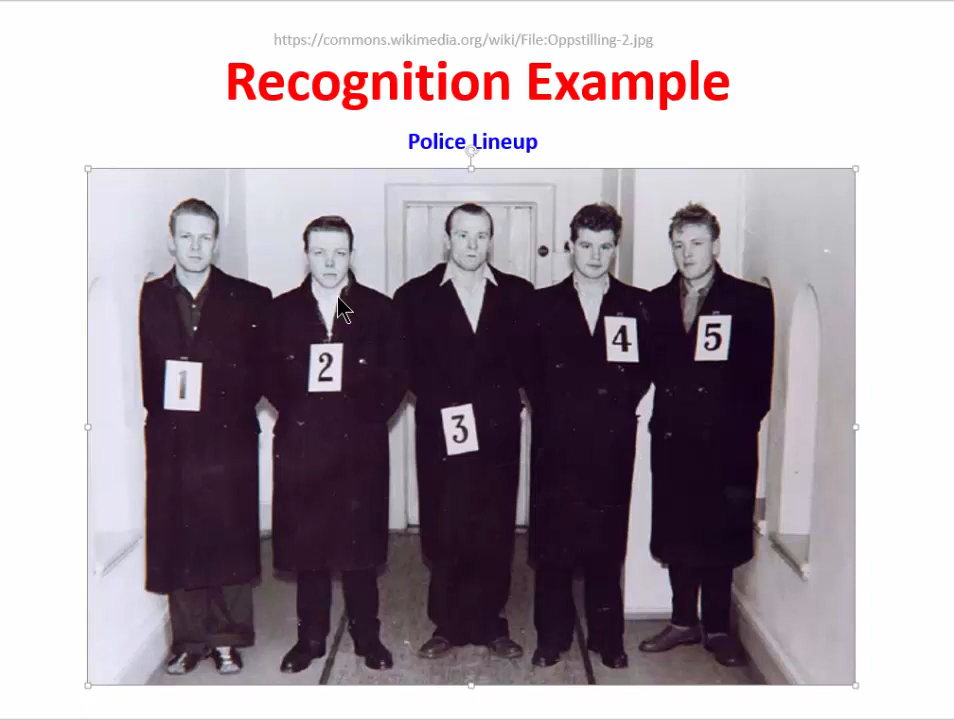 https://commons.wikimedia.org/wiki/File:Oppstilling-2.jpg
Recognition Example
Police Lineup
1
2
3
4
5